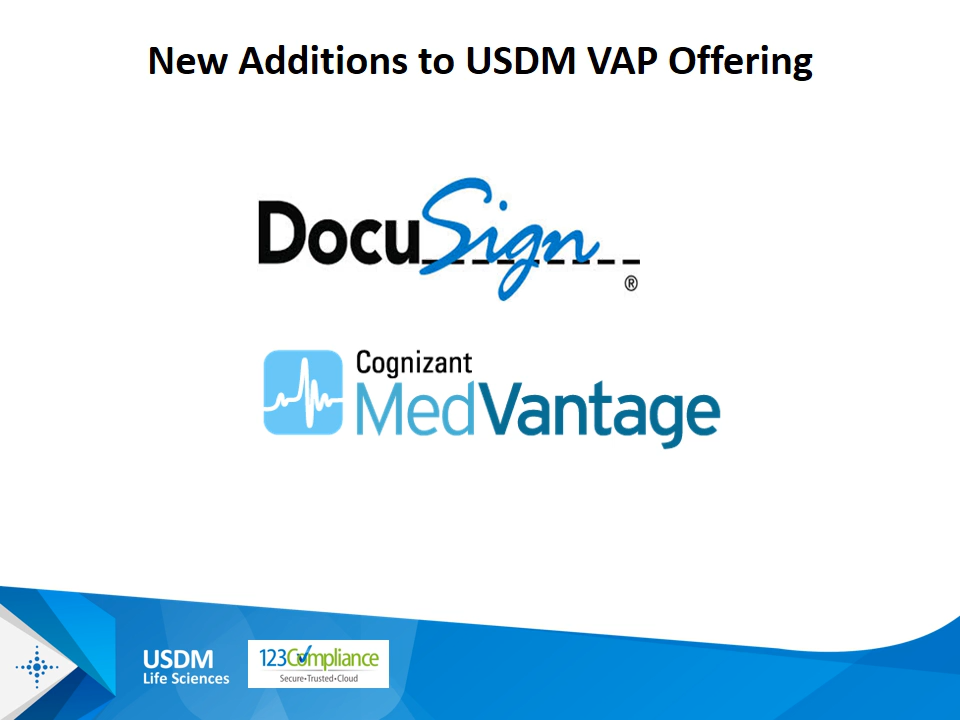 New Additions to USDM VAP Offering
DocuSign
®
Cognizant
MedVantage
USDM
Life Sciences
123Compliance
Secure•Trusted•Cloud